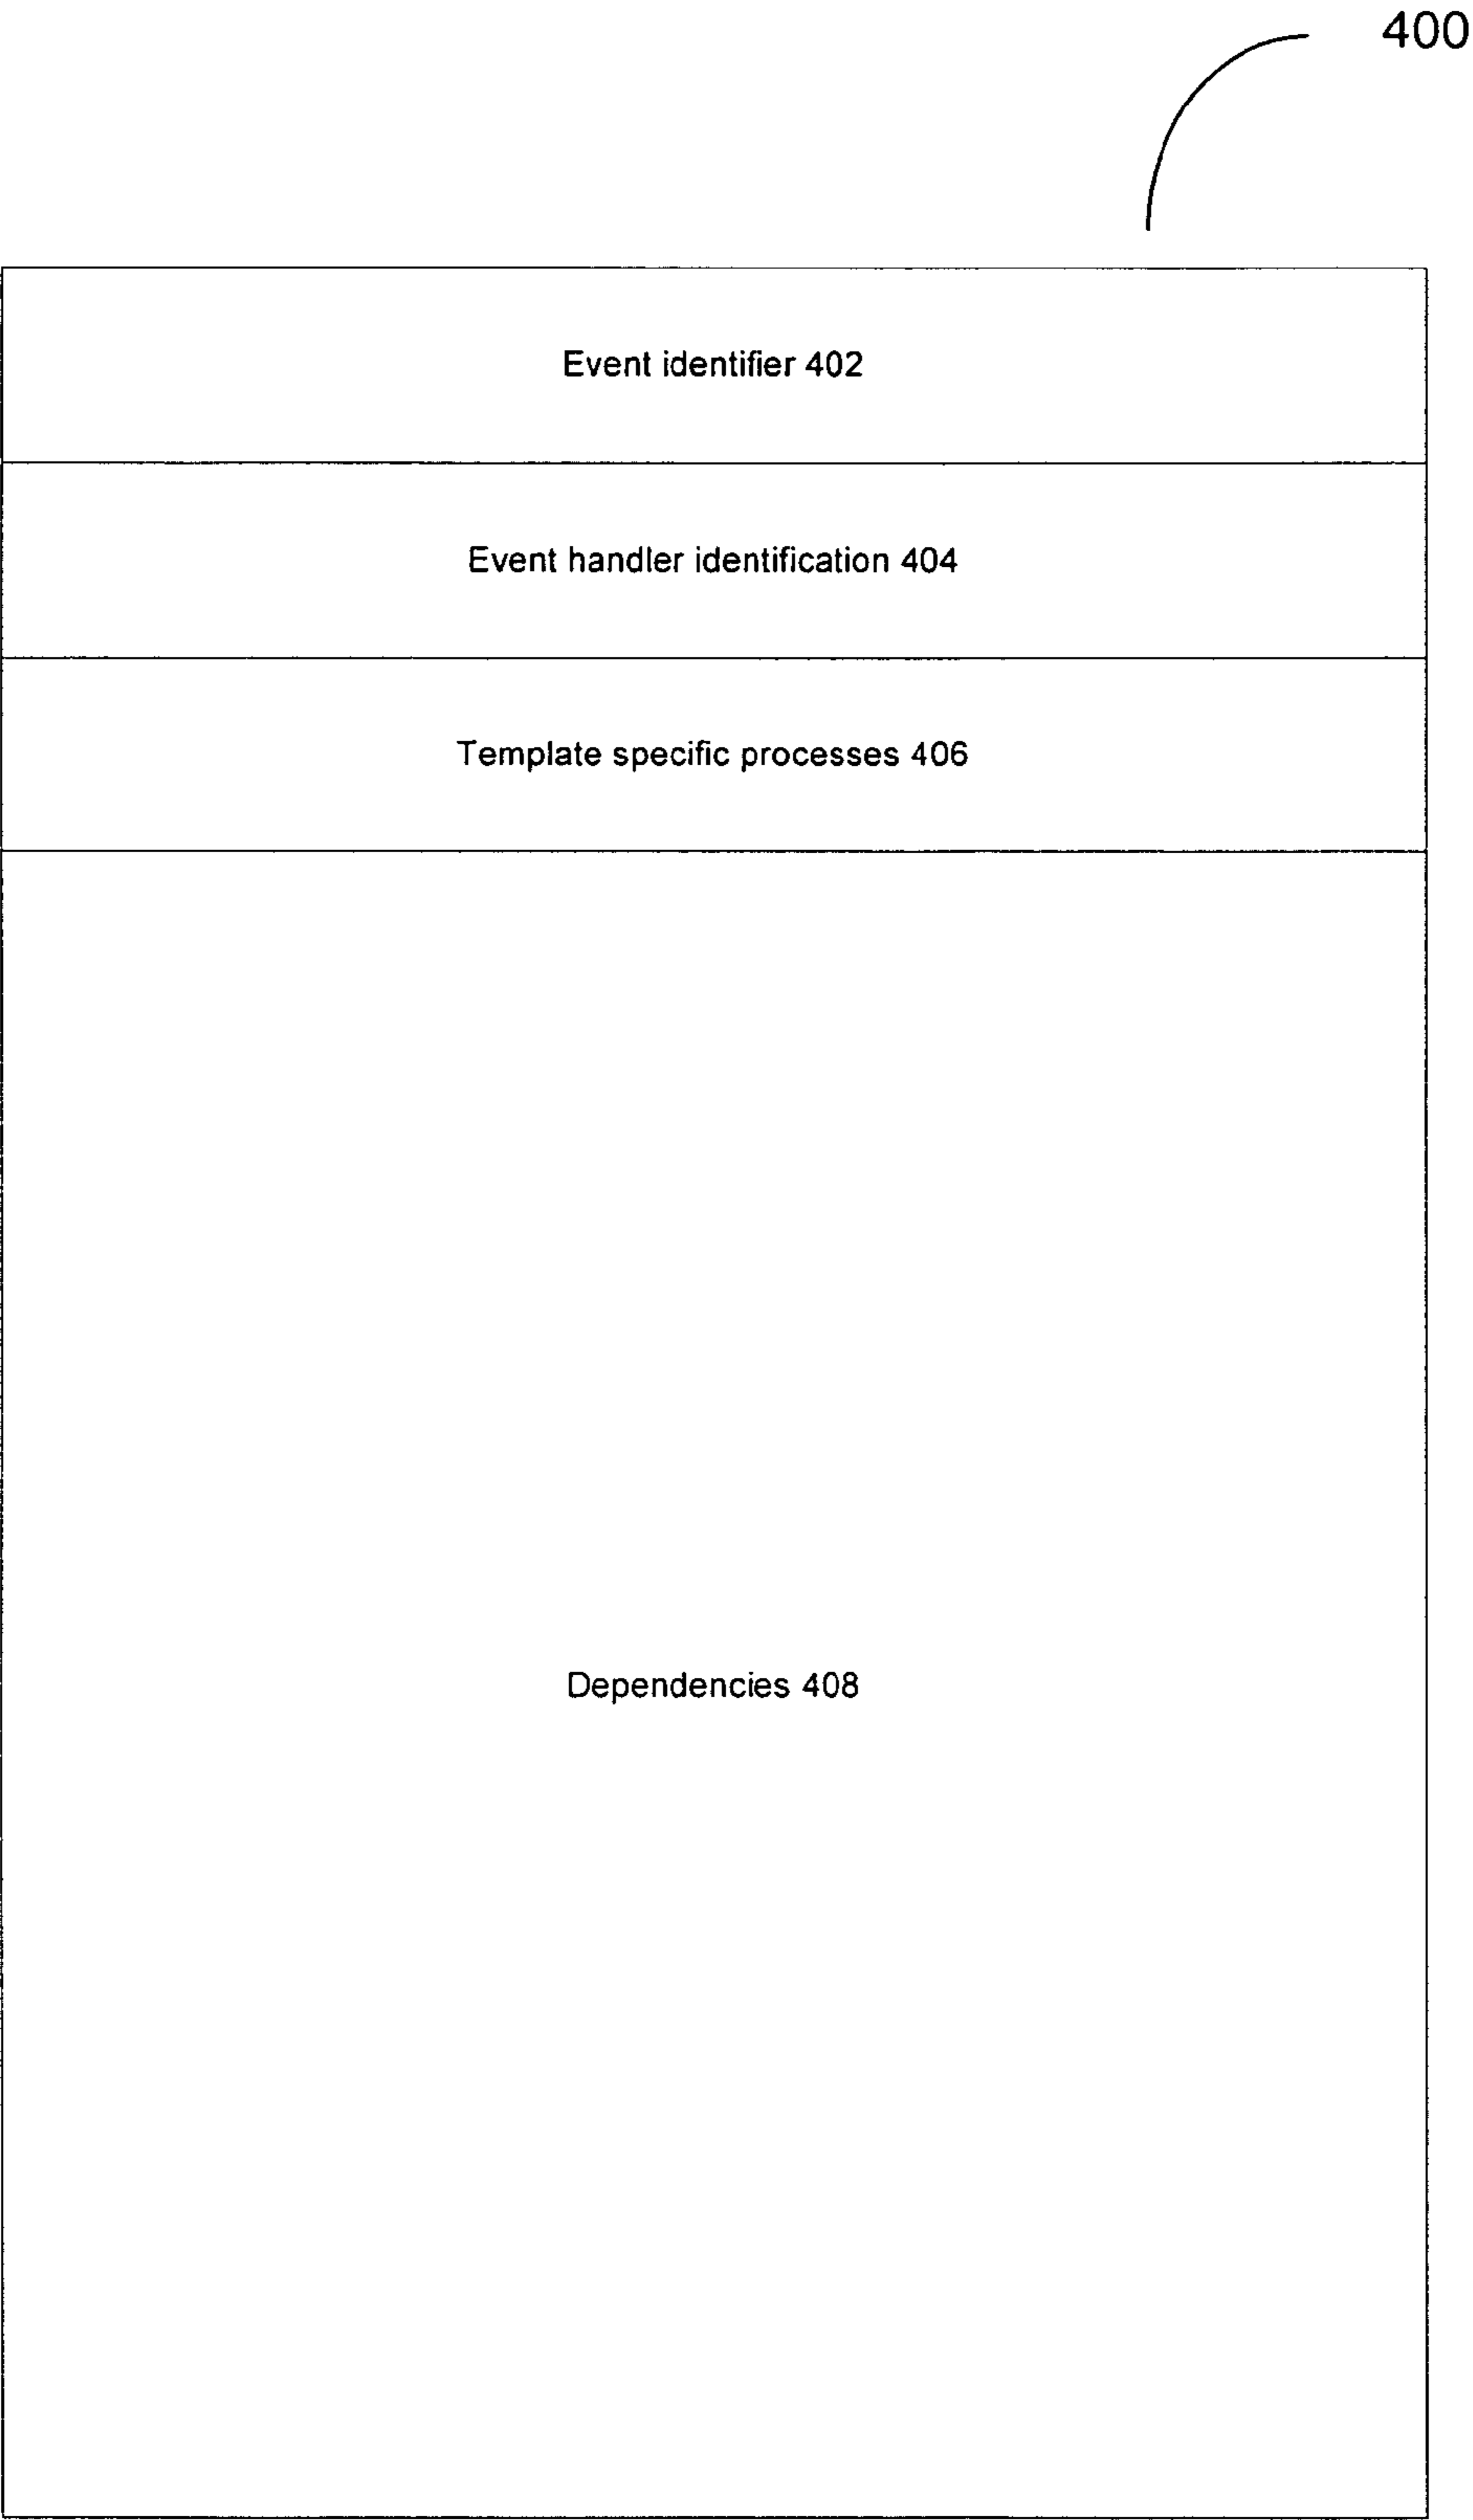 400
Event identifier 402
Event handler identification 404
Template specific processes 406
Dependencies 408